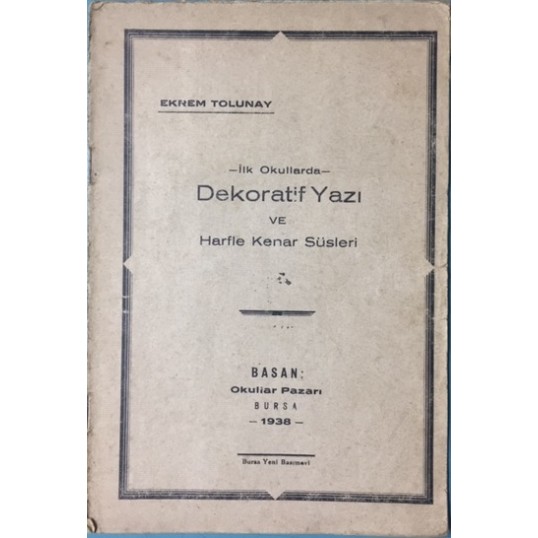 EKREM TOLUNAY
—İlk Okullarda—
Dekoratif Yazı
VE
Harfle Kenar Süsleri
BASAN:
Okullar Pazarı
BURSA
— 1938 —
Bursa Yeni Basımevi